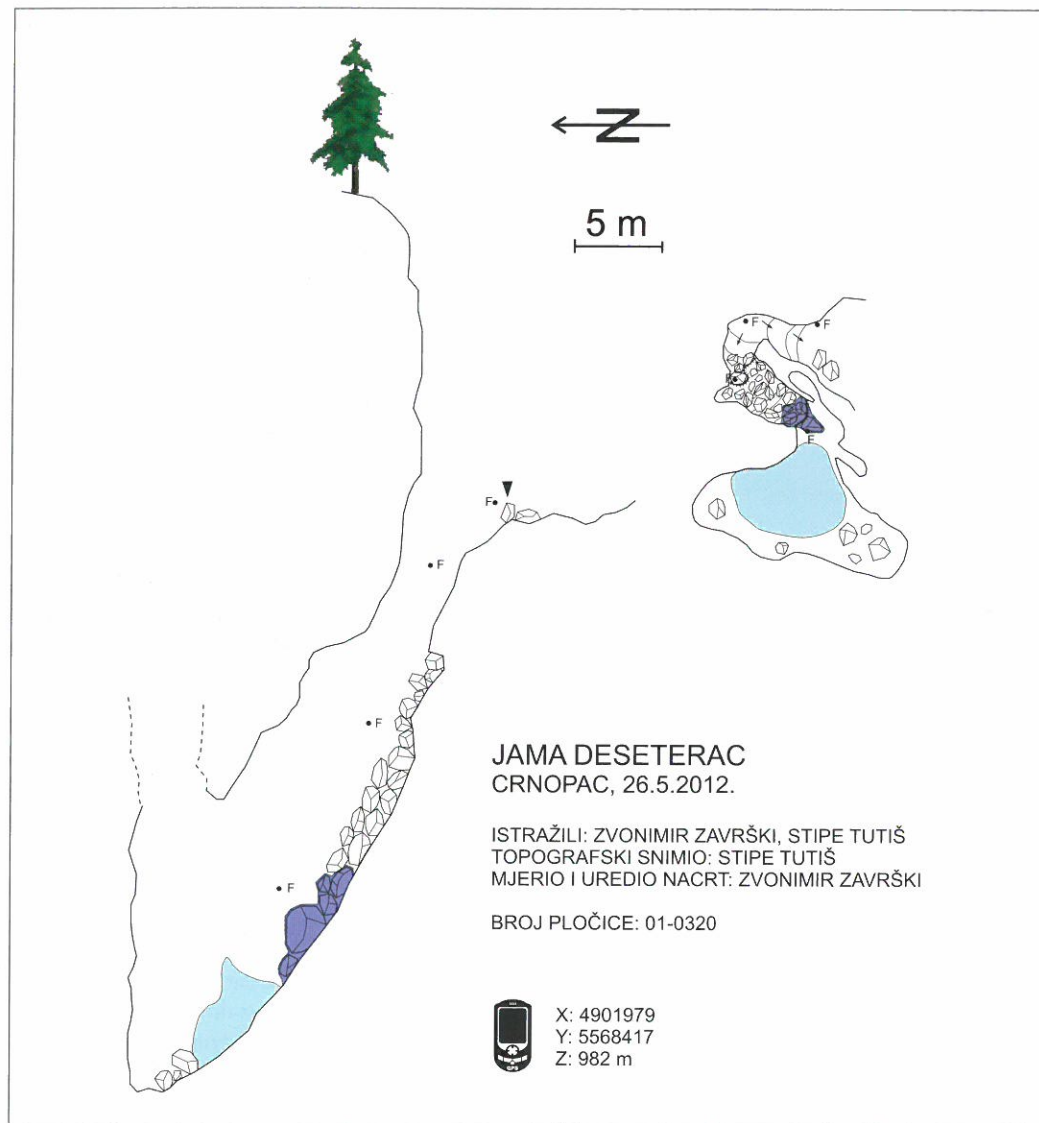 N
5 m
F
F
F
F
F
F
F
JAMA DESETERAC
CRNOPAC, 26.5.2012.
ISTRAŽILI: ZVONIMIR ZAVRŠKI, STIPE TUTIŠ
TOPOGRAFSKI SNIMIO: STIPE TUTIŠ
MJERIO I UREDIO NACRT: ZVONIMIR ZAVRŠKI
BROJ PLOČICE: 01-0320
X: 4901979
Y: 5568417
Z: 982 m
GPS